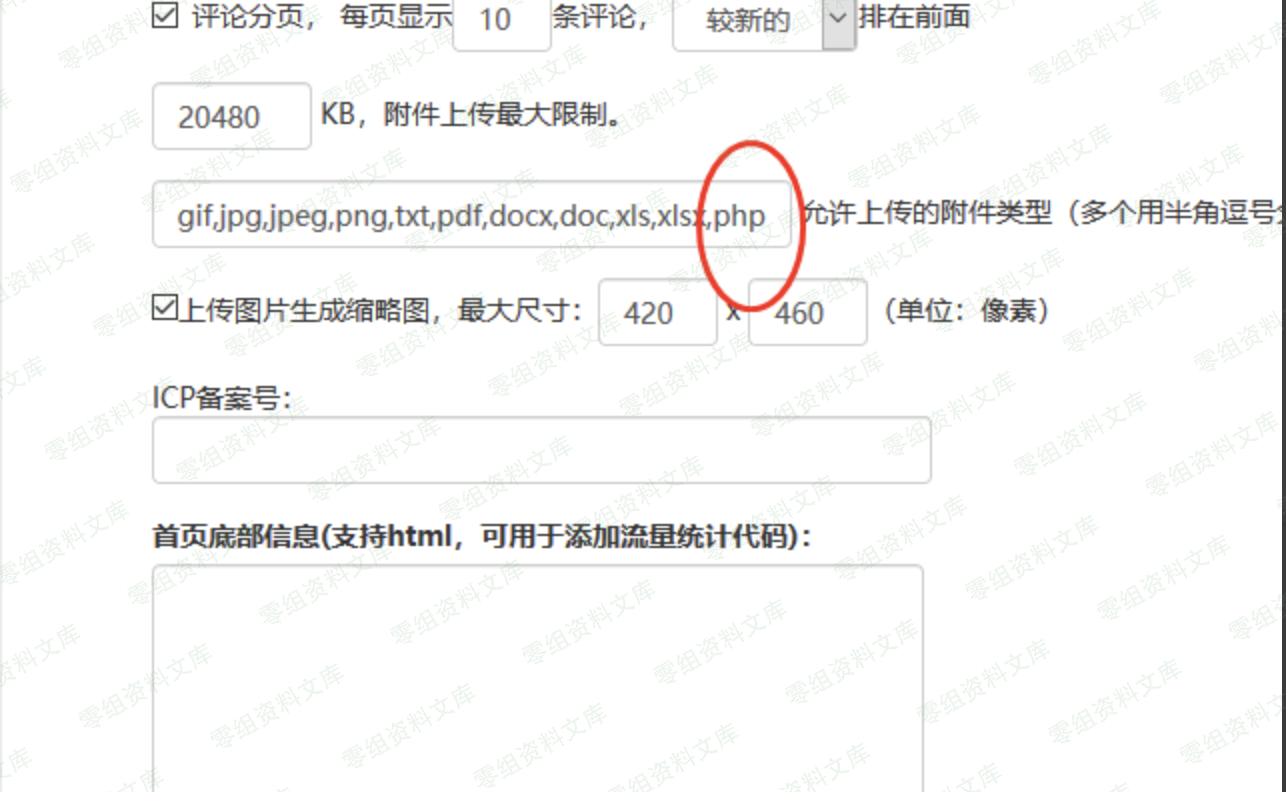 评论分页， 每页显示 10 条评论， 较新的 排在前面
20480 KB，附件上传最大限制。
gif,jpg,jpeg,png,txt,pdf,docx,doc,xls,xlsx,php 允许上传的附件类型（多个用半角逗号
上传图片生成缩略图，最大尺寸： 420 x 460 （单位：像素）
ICP备案号：
首页底部信息(支持html，可用于添加流量统计代码)：
零组资料文库